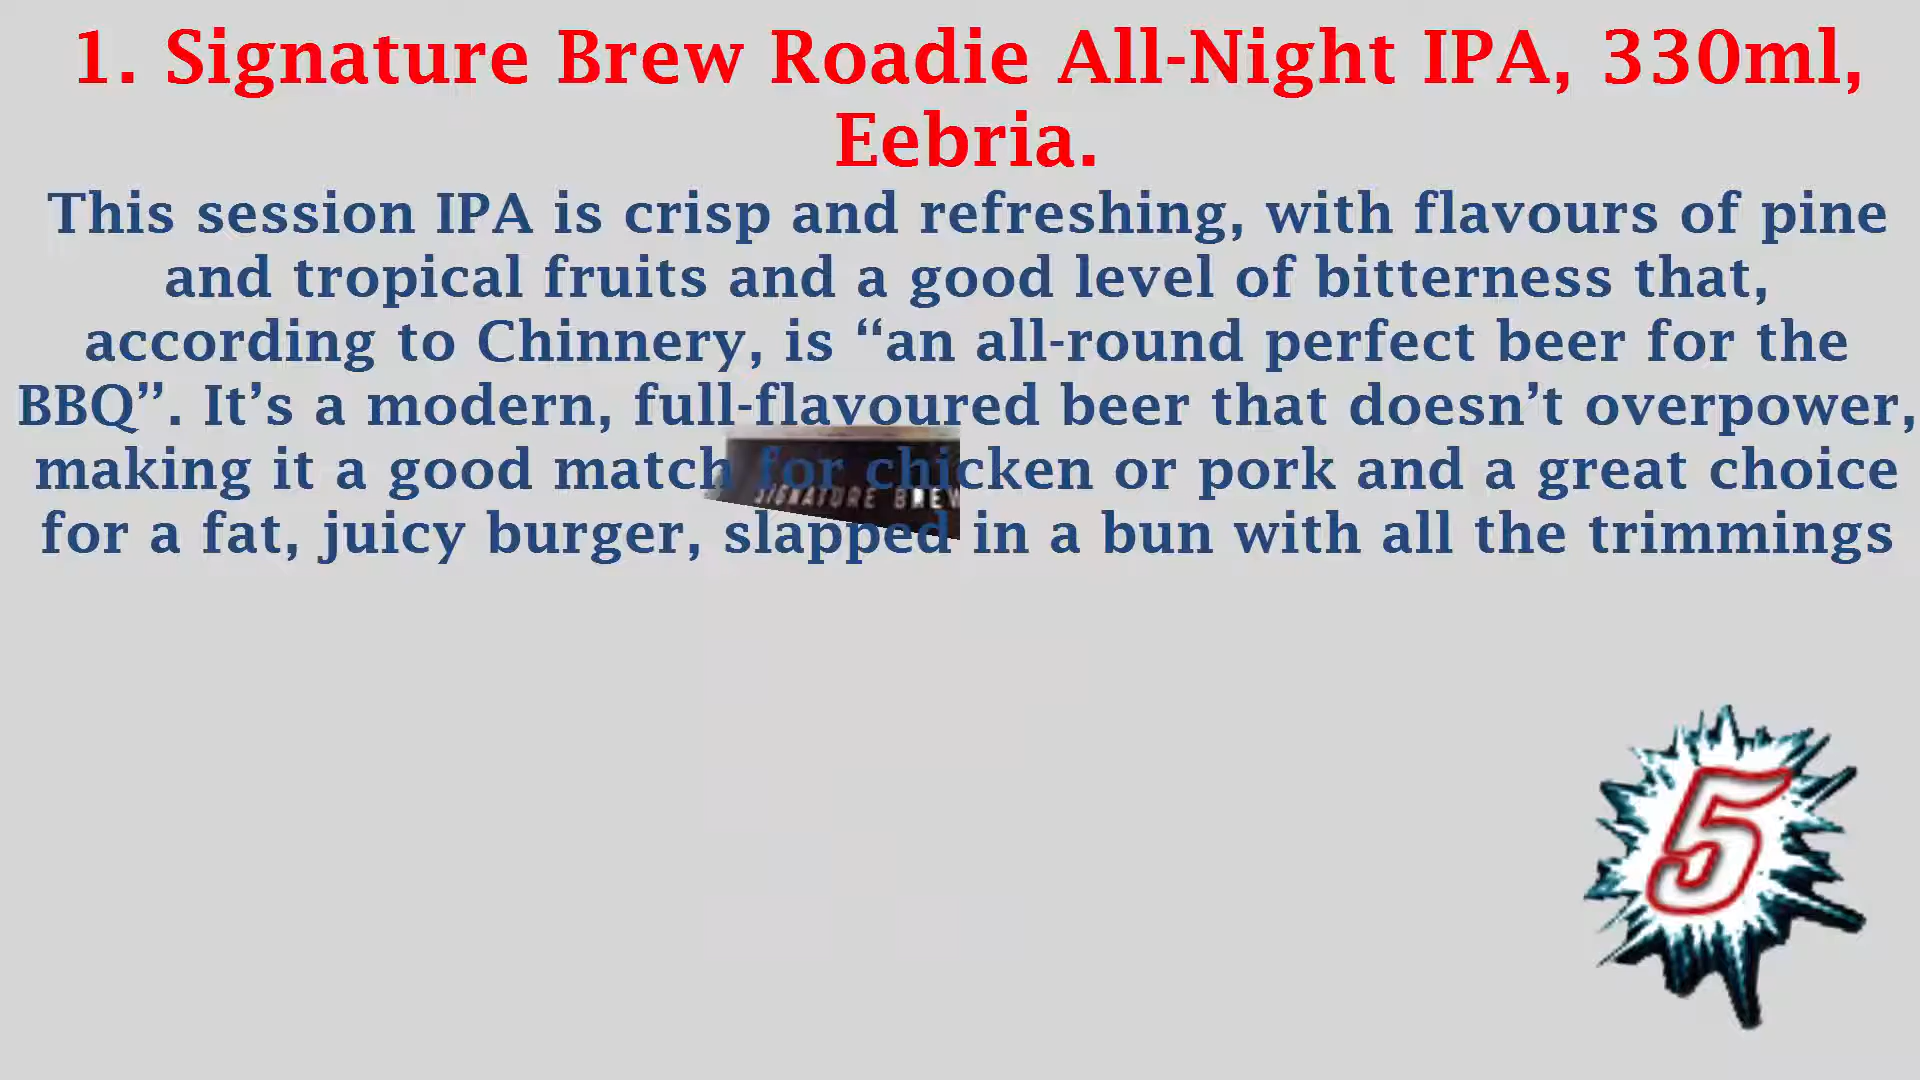 1. Signature Brew Roadie All-Night IPA, 330ml,
Eebria.
This session IPA is crisp and refreshing, with flavours of pine
and tropical fruits and a good level of bitterness that,
according to Chinnery, is “an all-round perfect beer for the
BBQ”. It’s a modern, full-flavoured beer that doesn’t overpower,
making it a good match for chicken or pork and a great choice
SIGNATURE BREW
for a fat, juicy burger, slapped in a bun with all the trimmings
5